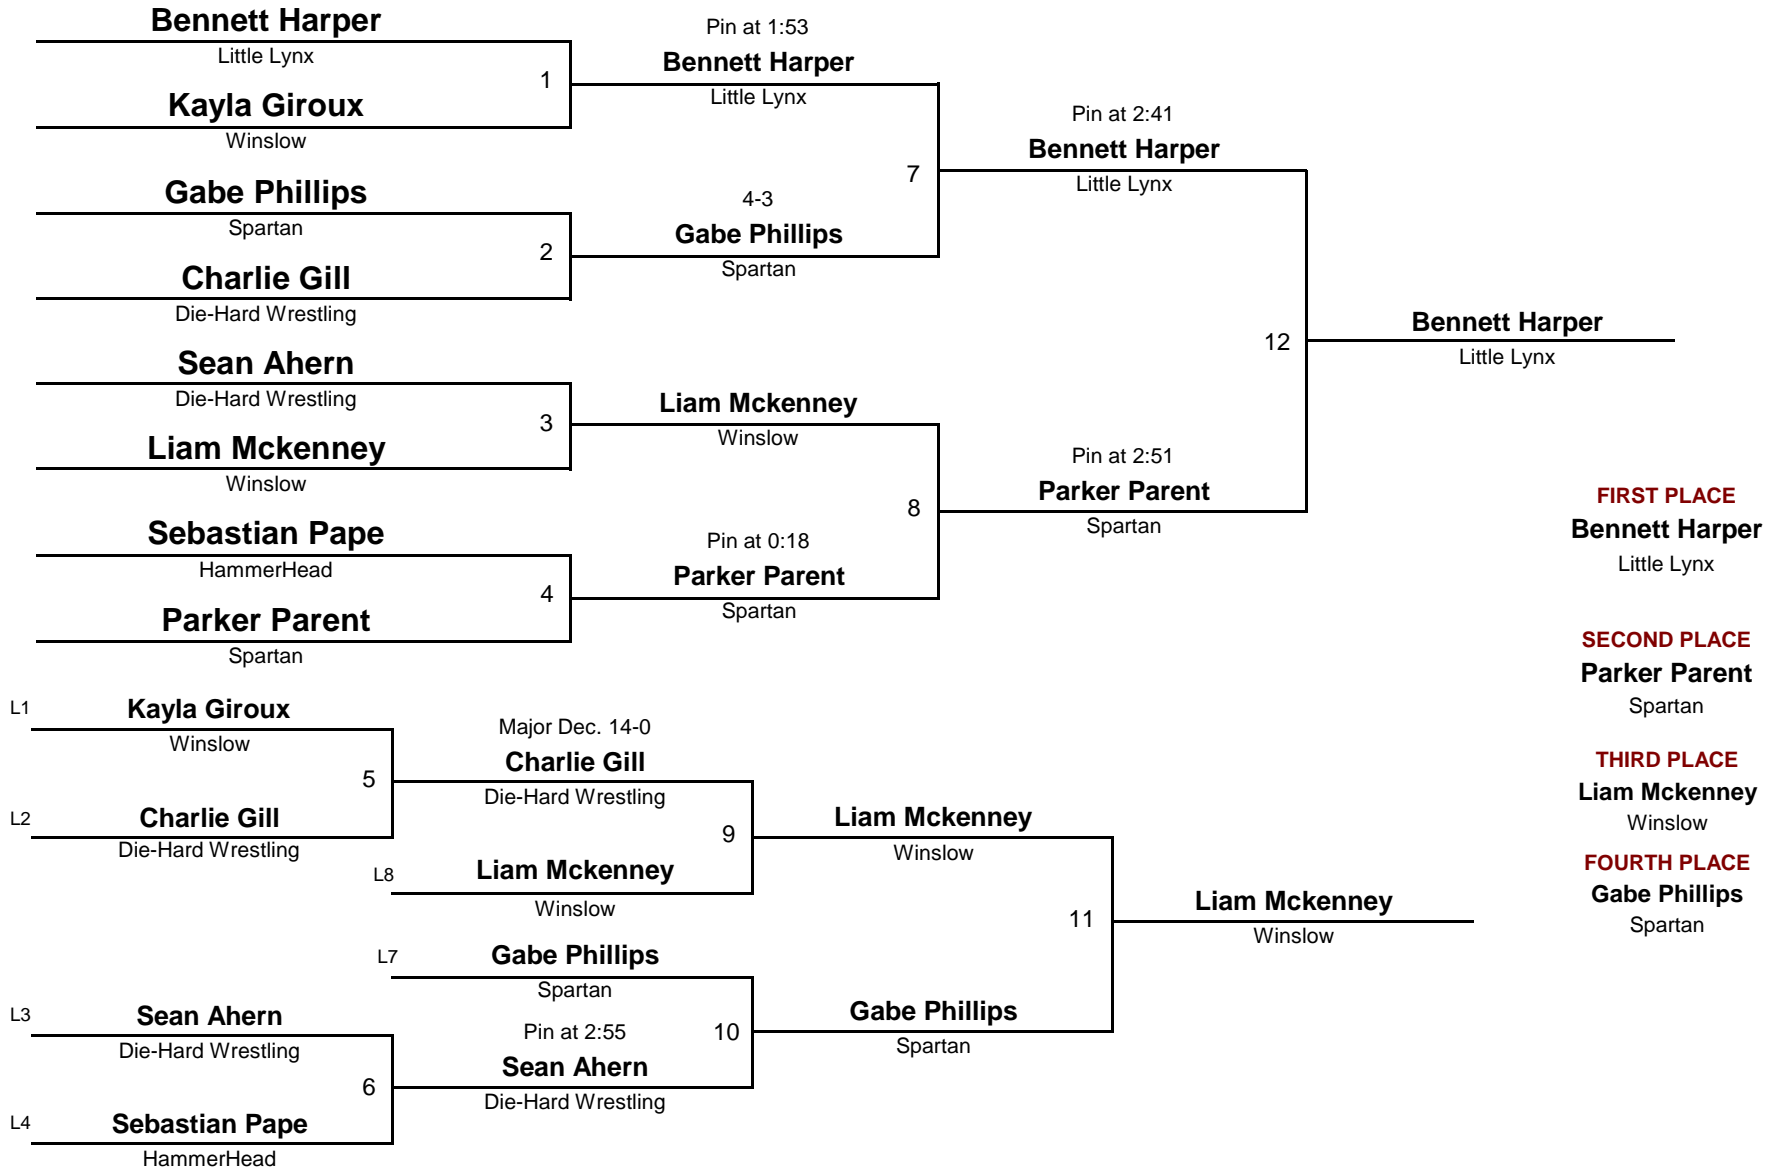 Bennett Harper
Little Lynx
1
Kayla Giroux
Winslow
Gabe Phillips
Spartan
2
Charlie Gill
Die-Hard Wrestling
Sean Ahern
Die-Hard Wrestling
3
Liam Mckenney
Winslow
Sebastian Pape
HammerHead
4
Parker Parent
Spartan
Pin at 1:53
Bennett Harper
Little Lynx
7
4-3
Gabe Phillips
Spartan
Liam Mckenney
Winslow
8
Pin at 0:18
Parker Parent
Spartan
Pin at 2:41
Bennett Harper
Little Lynx
12
Pin at 2:51
Parker Parent
Spartan
Bennett Harper
Little Lynx
FIRST PLACE
Bennett Harper
Little Lynx
SECOND PLACE
Parker Parent
Spartan
THIRD PLACE
Liam Mckenney
Winslow
FOURTH PLACE
Gabe Phillips
Spartan
L1 Kayla Giroux
Winslow
5
L2 Charlie Gill
Die-Hard Wrestling
L3 Sean Ahern
Die-Hard Wrestling
6
L4 Sebastian Pape
HammerHead
Major Dec. 14-0
Charlie Gill
Die-Hard Wrestling
9
L8 Liam Mckenney
Winslow
L7 Gabe Phillips
Spartan
10
Pin at 2:55
Sean Ahern
Die-Hard Wrestling
Liam Mckenney
Winslow
11
Gabe Phillips
Spartan
Liam Mckenney
Winslow